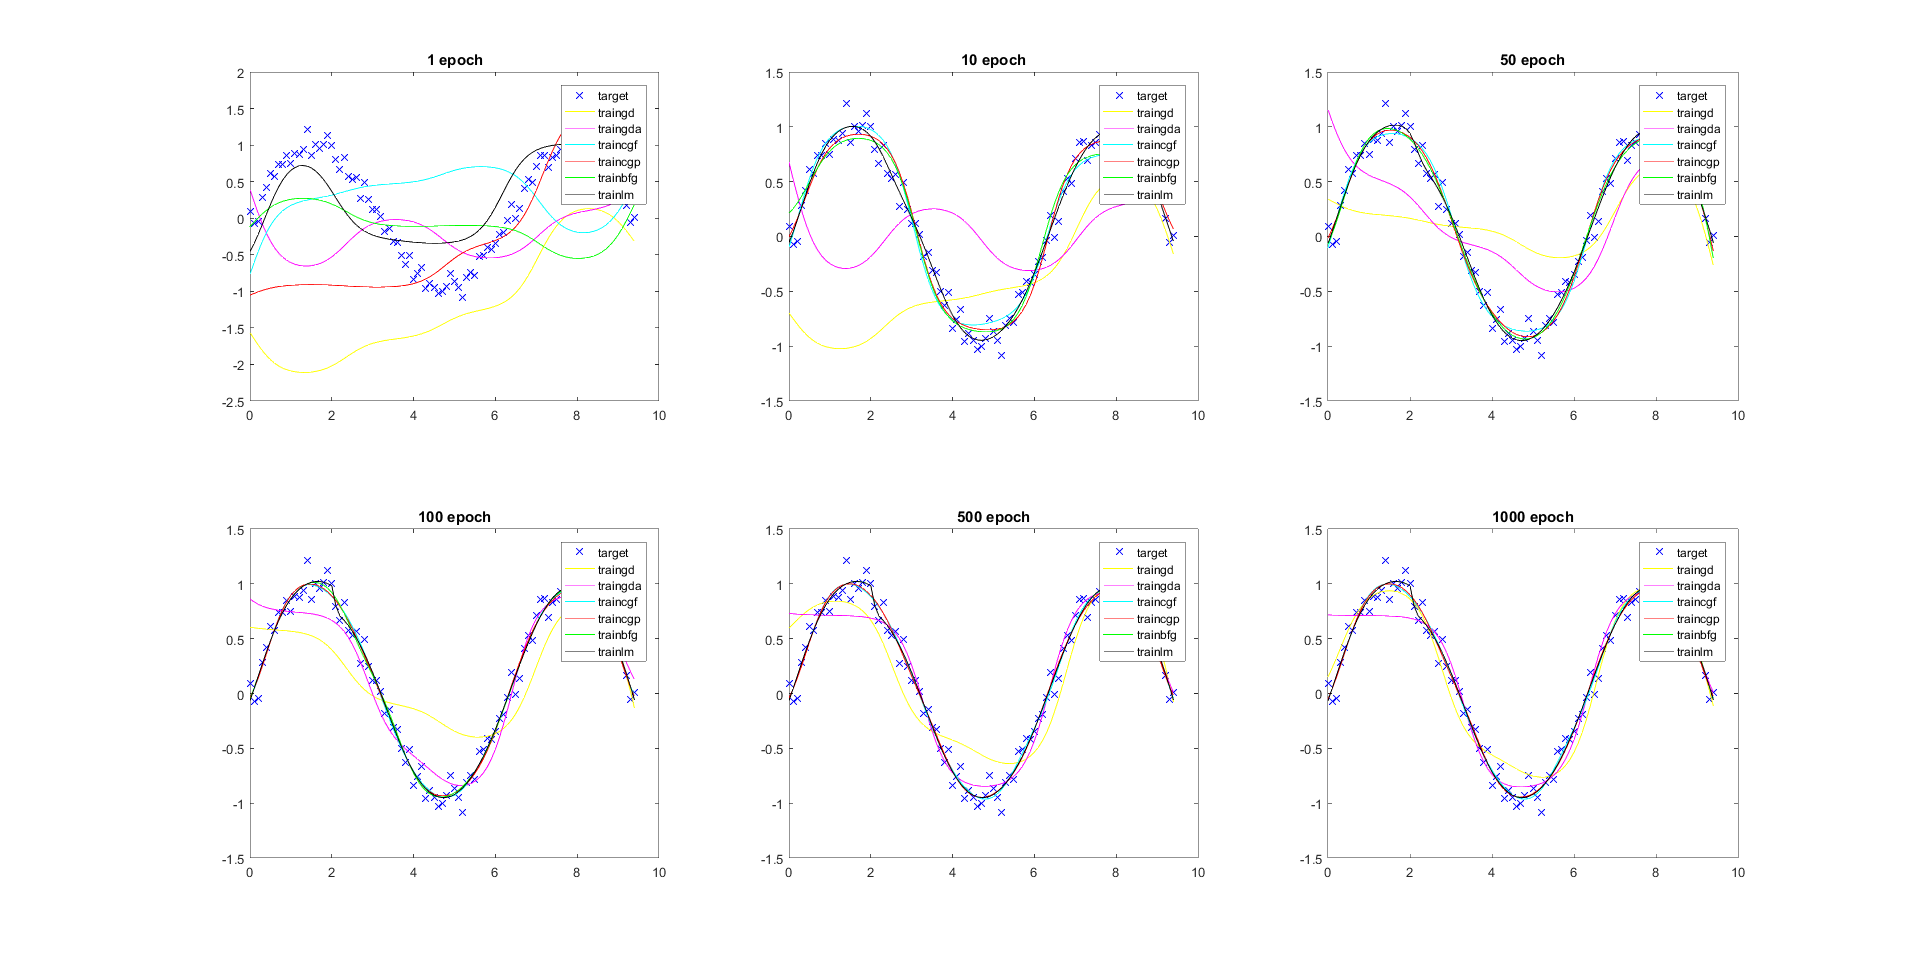 1 epoch
2
1.5
1
0.5
0
-0.5
-1
-1.5
-2
-2.5
0 2 4 6 8 10
target
traingd
traingda
traincgf
traincgp
trainbfg
trainlm
10 epoch
1.5
1
0.5
0
-0.5
-1
-1.5
0 2 4 6 8 10
target
traingd
traingda
traincgf
traincgp
trainbfg
trainlm
50 epoch
1.5
1
0.5
0
-0.5
-1
-1.5
0 2 4 6 8 10
target
traingd
traingda
traincgf
traincgp
trainbfg
trainlm
100 epoch
1.5
1
0.5
0
-0.5
-1
-1.5
0 2 4 6 8 10
target
traingd
traingda
traincgf
traincgp
trainbfg
trainlm
500 epoch
1.5
1
0.5
0
-0.5
-1
-1.5
0 2 4 6 8 10
target
traingd
traingda
traincgf
traincgp
trainbfg
trainlm
1000 epoch
1.5
1
0.5
0
-0.5
-1
-1.5
0 2 4 6 8 10
target
traingd
traingda
traincgf
traincgp
trainbfg
trainlm